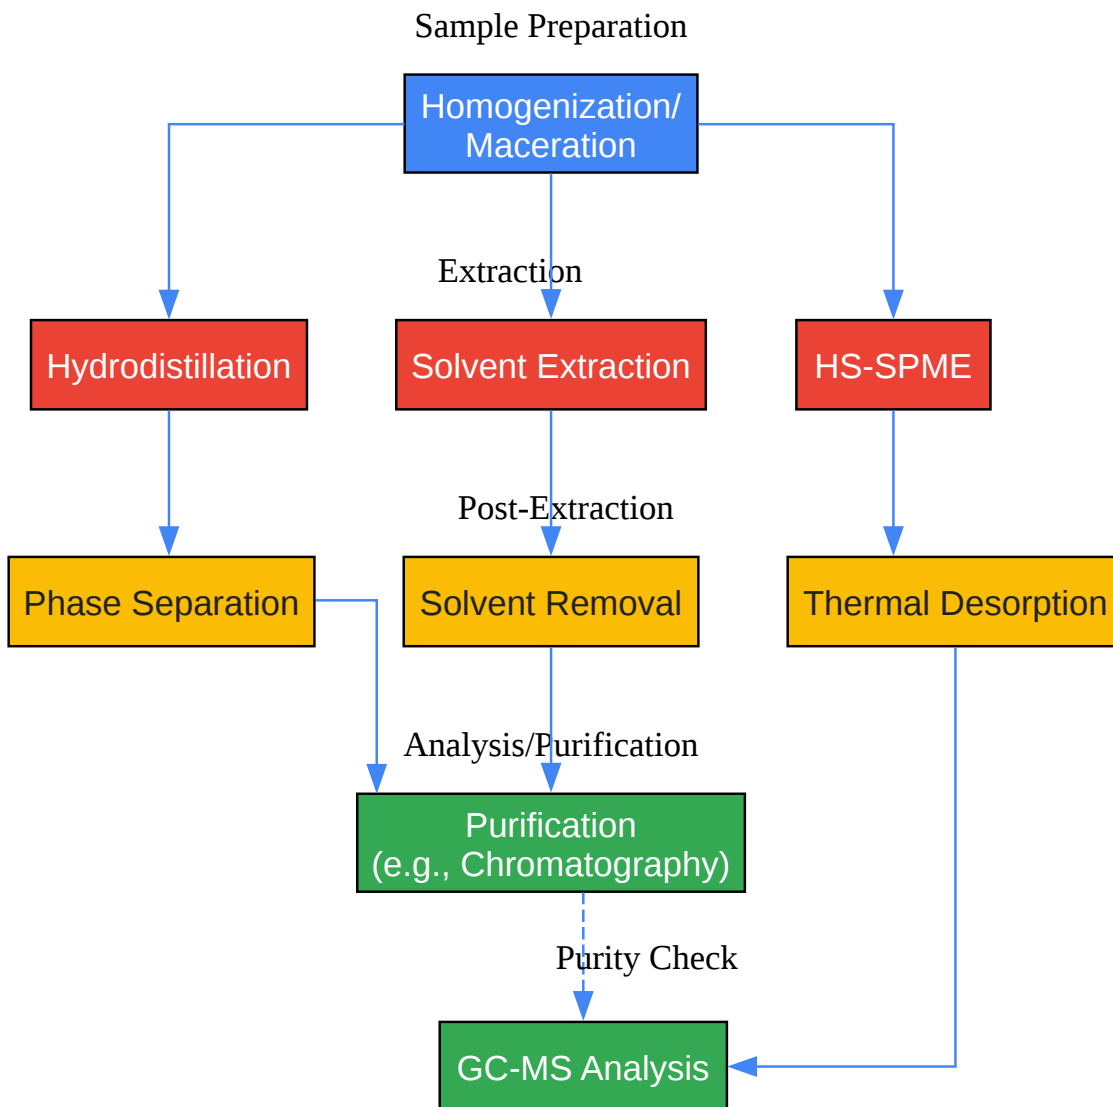 Sample Preparation
Homogenization/
Maceration
Extraction
Hydrodistillation
Solvent Extraction
HS-SPME
Post-Extraction
Phase Separation
Solvent Removal
Thermal Desorption
Analysis/Purification
Purification
(e.g., Chromatography)
Purity Check
GC-MS Analysis